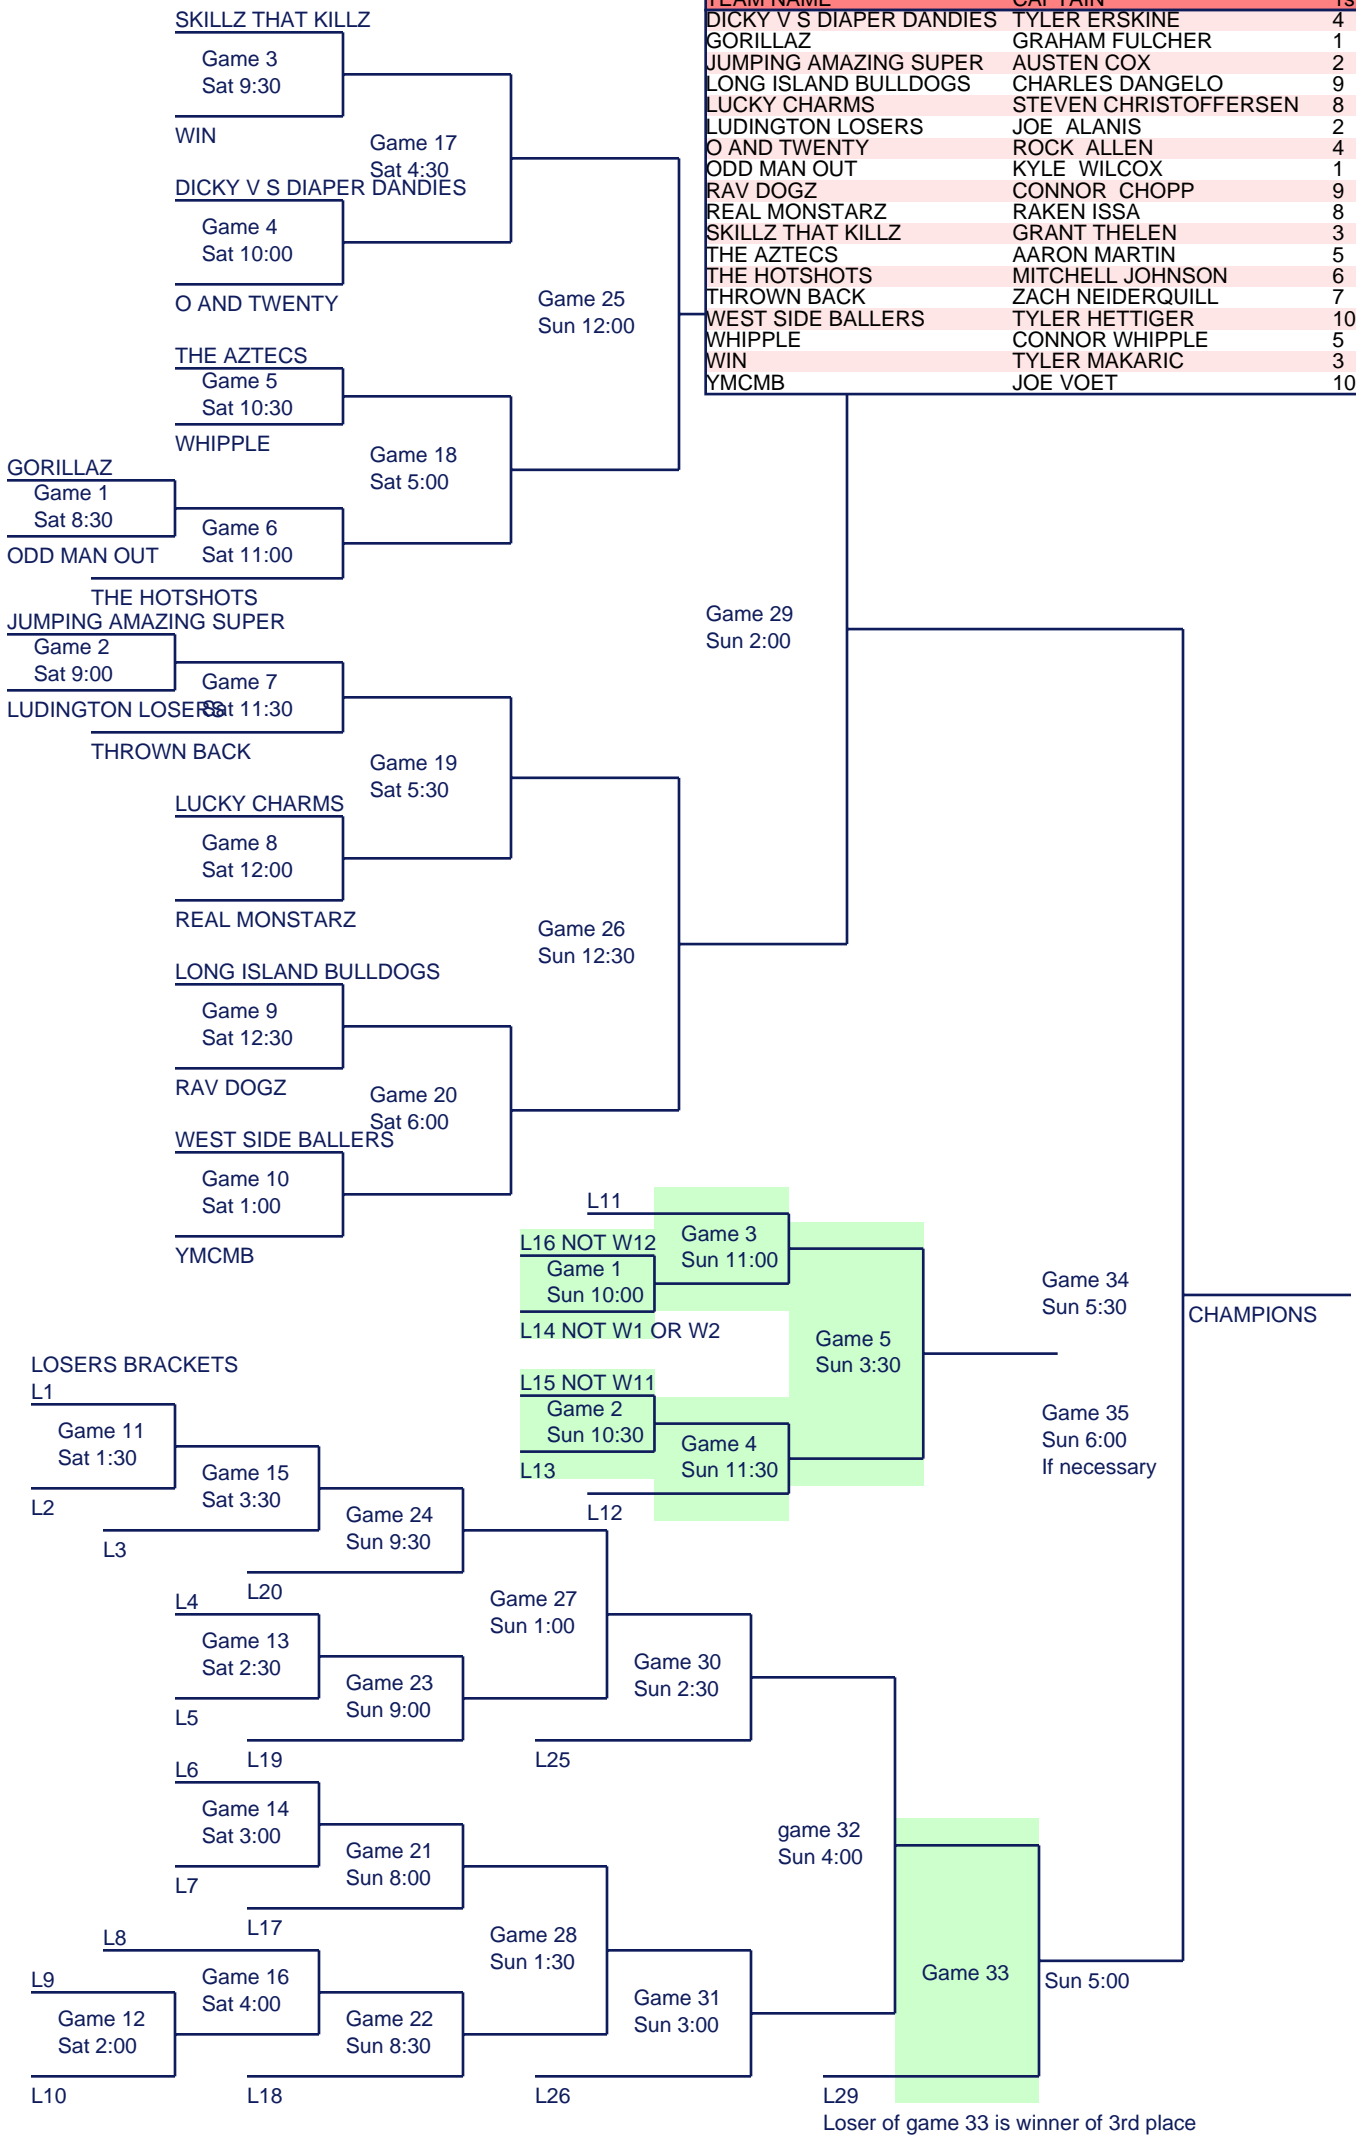 TEAM NAME CAPTAIN
DICKY V S DIAPER DANDIES TYLER ERSKINE 4
GORILLAZ GRAHAM FULCHER 1
JUMPING AMAZING SUPER AUSTEN COX 2
LONG ISLAND BULLDOGS CHARLES DANGELO 9
LUCKY CHARMS STEVEN CHRISTOFFERSEN 8
LUDINGTON LOSERS JOE ALANIS 2
O AND TWENTY ROCK ALLEN 4
ODD MAN OUT KYLE WILCOX 1
RAV DOGZ CONNOR CHOPP 9
REAL MONSTARZ RAKEN ISSA 8
SKILLZ THAT KILLZ GRANT THELEN 3
THE AZTECS AARON MARTIN 5
THE HOTSHOTS MITCHELL JOHNSON 6
THROWN BACK ZACH NEIDERQUILL 7
WEST SIDE BALLERS TYLER HETTIGER 10
WHIPPLE CONNOR WHIPPLE 5
WIN TYLER MAKARIC 3
YMCMB JOE VOET 10
SKILLZ THAT KILLZ
Game 3
Sat 9:30
WIN
Game 17
Sat 4:30
DICKY V S DIAPER DANDIES
Game 4
Sat 10:00
O AND TWENTY
Game 25
Sun 12:00
THE AZTECS
Game 5
Sat 10:30
WHIPPLE
Game 18
Sat 5:00
GORILLAZ
Game 1
Sat 8:30
ODD MAN OUT
Game 6
Sat 11:00
THE HOTSHOTS
JUMPING AMAZING SUPER
Game 2
Sat 9:00
LUDINGTON LOSERS
Game 7
Sat 11:30
THROWN BACK
Game 29
Sun 2:00
Game 19
Sat 5:30
LUCKY CHARMS
Game 8
Sat 12:00
REAL MONSTARZ
Game 26
Sun 12:30
LONG ISLAND BULLDOGS
Game 9
Sat 12:30
RAV DOGZ
Game 20
Sat 6:00
WEST SIDE BALLERS
Game 10
Sat 1:00
YMCMB
L11
L16 NOT W12
Game 3
Sun 11:00
Game 1
Sun 10:00
L14 NOT W1 OR W2
Game 5
Sun 3:30
L15 NOT W11
Game 2
Sun 10:30
L13
Game 4
Sun 11:30
L12
Game 34
Sun 5:30
CHAMPIONS
Game 35
Sun 6:00
If necessary
LOSERS BRACKETS
L1
Game 11
Sat 1:30
L2
Game 15
Sat 3:30
L3
Game 24
Sun 9:30
L20
L4
Game 13
Sat 2:30
L5
Game 23
Sun 9:00
L19
Game 27
Sun 1:00
Game 30
Sun 2:30
L25
L6
Game 14
Sat 3:00
L7
Game 21
Sun 8:00
L17
L8
L9
Game 16
Sat 4:00
Game 12
Sat 2:00
L10
Game 22
Sun 8:30
L18
Game 28
Sun 1:30
Game 31
Sun 3:00
L26
game 32
Sun 4:00
Game 33
Sun 5:00
L29
Loser of game 33 is winner of 3rd place